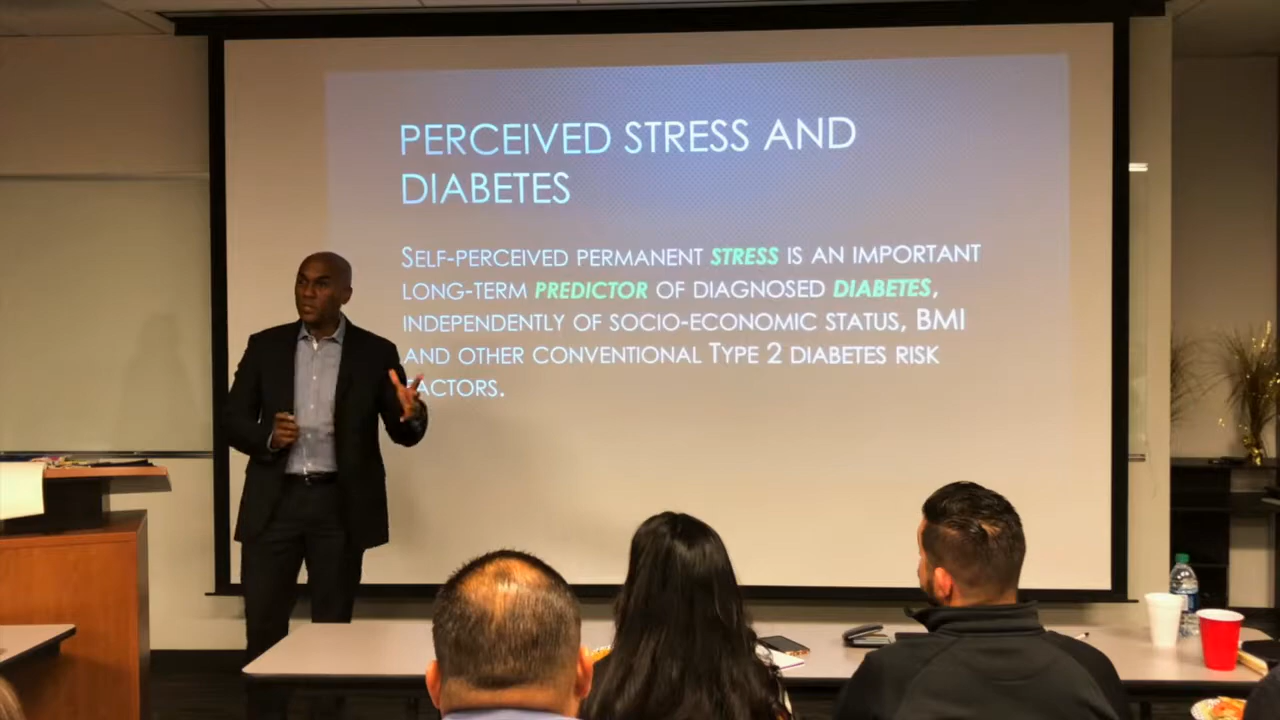 PERCEIVED STRESS AND
DIABETES
SELF-PERCEIVED PERMANENT STRESS IS AN IMPORTANT
LONG-TERM PREDICTOR OF DIAGNOSED DIABETES,
INDEPENDENTLY OF SOCIO-ECONOMIC STATUS, BMI
AND OTHER CONVENTIONAL TYPE 2 DIABETES RISK
FACTORS.